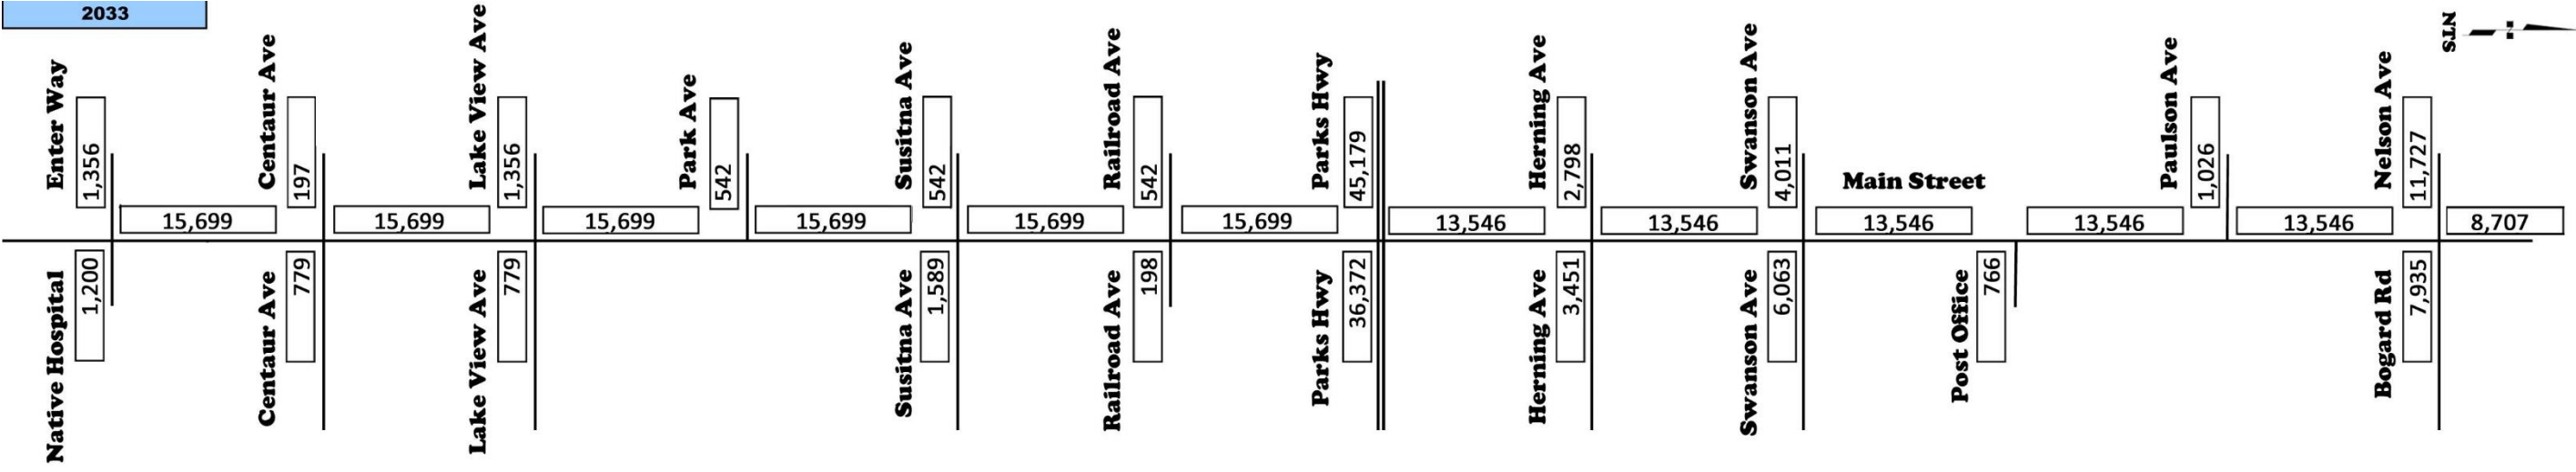 2033
NTS
Enter Way
1,356
Centaur Ave
197
Lake View Ave
1,356
Park Ave
542
Susitna Ave
542
Railroad Ave
542
Parks Hwy
45,179
Herning Ave
2,798
Swanson Ave
4,011
Main Street
Paulson Ave
1,026
Nelson Ave
11,727
15,699
15,699
15,699
15,699
15,699
15,699
13,546
13,546
13,546
13,546
13,546
8,707
Native Hospital
1,200
Centaur Ave
779
Lake View Ave
779
Susitna Ave
1,589
Railroad Ave
198
Parks Hwy
36,372
Herning Ave
3,451
Swanson Ave
6,063
Post Office
766
Bogard Rd
7,935